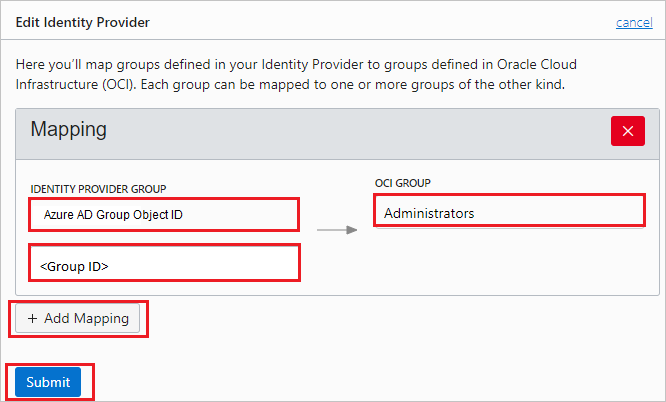 Edit Identity Provider
cancel
Here you'll map groups defined in your Identity Provider to groups defined in Oracle Cloud
Infrastructure (OCI). Each group can be mapped to one or more groups of the other kind.
Mapping
×
IDENTITY PROVIDER GROUP
OCI GROUP
Azure AD Group Object ID
Administrators
<Group ID>
+ Add Mapping
Submit